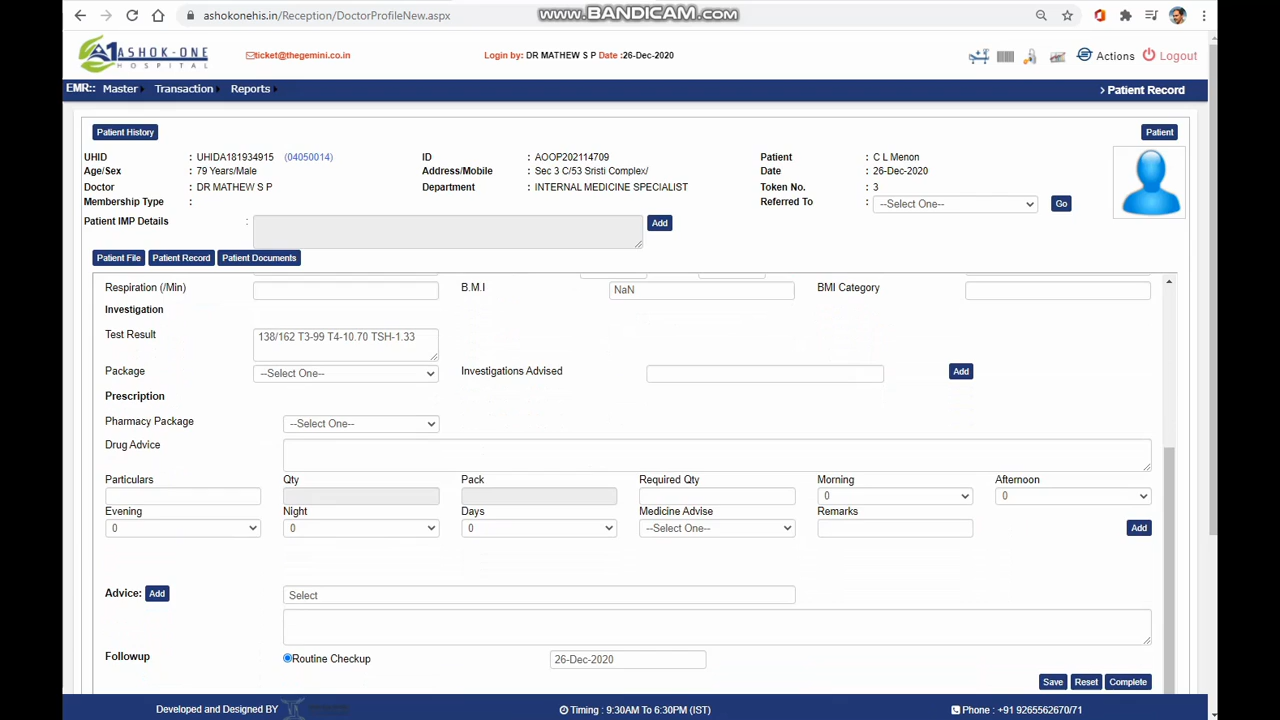 ashokonehis.in/Reception/DoctorProfileNew.aspx
www.BANDICAM.com
ASHOK-ONE
HOSPITAL
ticket@thegemini.co.in
Login by: DR MATHEW S P Date :26-Dec-2020
Actions
Logout
EMR:: Master Transaction Reports
> Patient Record
Patient History
Patient
UHID : UHIDA181934915 (04050014) ID : AOOP202114709 Patient : C L Menon
Age/Sex : 79 Years/Male Address/Mobile : Sec 3 C/53 Sristi Complex/ Date : 26-Dec-2020
Doctor : DR MATHEW S P Department : INTERNAL MEDICINE SPECIALIST Token No. : 3
Membership Type : Referred To : --Select One-- Go
Patient IMP Details : Add
Patient File Patient Record Patient Documents
Respiration (/Min) B.M.I NaN BMI Category
Investigation
Test Result 138/162 T3-99 T4-10.70 TSH-1.33
Package --Select One-- Investigations Advised Add
Prescription
Pharmacy Package --Select One--
Drug Advice
Particulars Qty Pack Required Qty Morning Afternoon
0 0
Evening Night Days Medicine Advise Remarks
0 0 0 --Select One-- Add
Advice: Add Select
Followup Routine Checkup 26-Dec-2020
Save Reset Complete
Developed and Designed BY Timing : 9:30AM To 6:30PM (IST) Phone : +91 9265562670/71